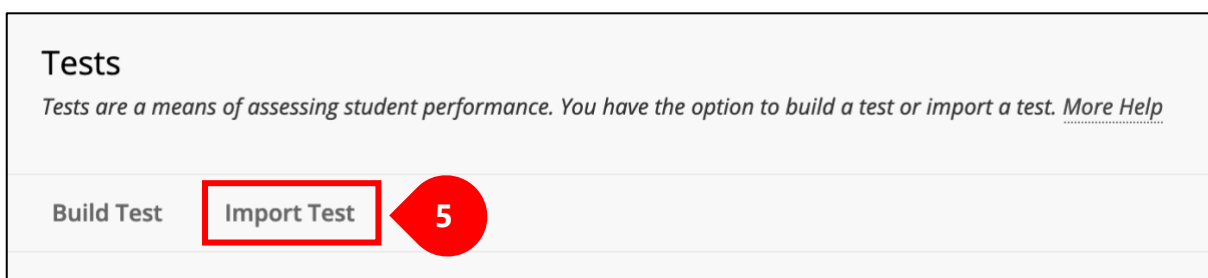 Tests
Tests are a means of assessing student performance. You have the option to build a test or import a test. More Help
Build Test Import Test 5